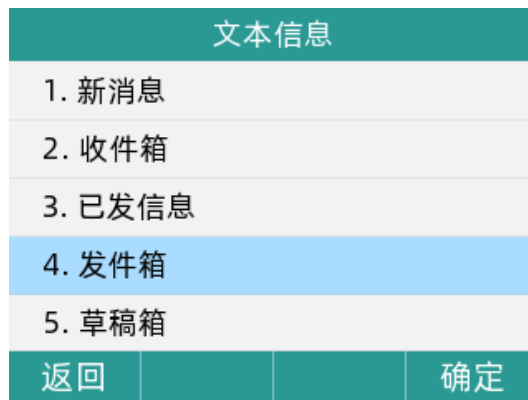 文本信息
1. 新消息
2. 收件箱
3. 已发信息
4. 发件箱
5. 草稿箱
返回 确定